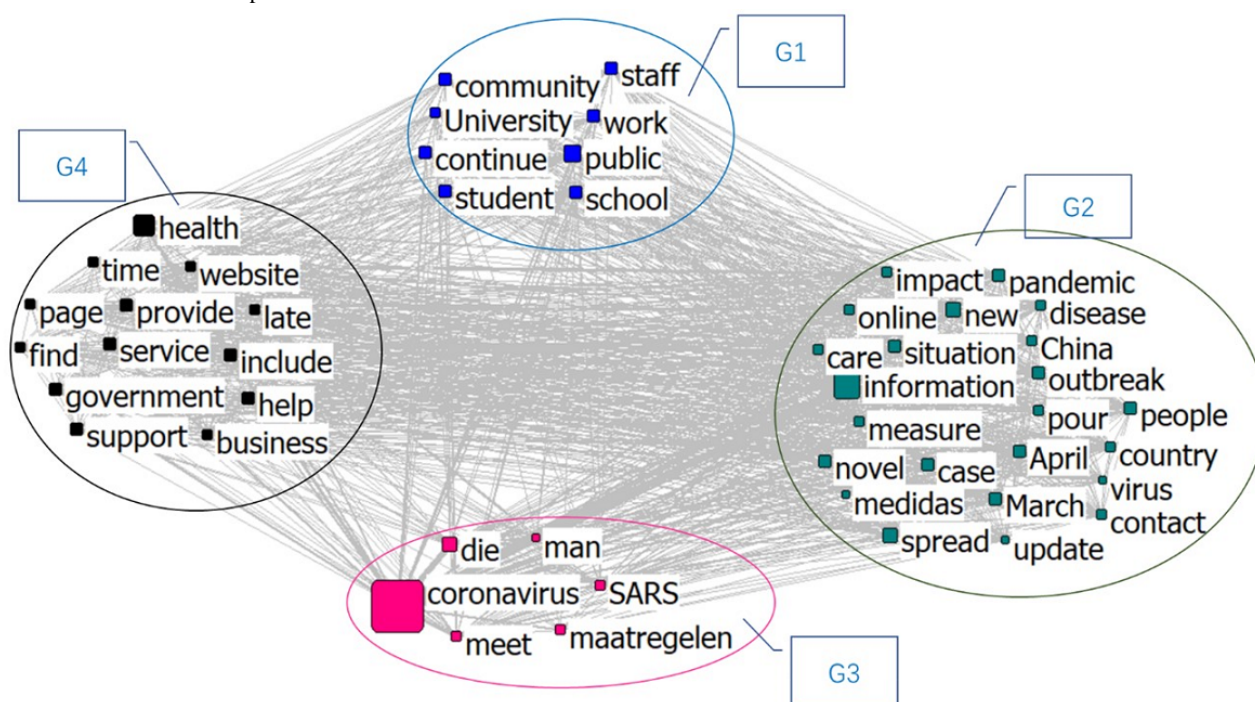 G1
community
staff
University
work
continue
public
student
school
G4
health
time
website
page
provide
late
find
service
include
government
help
support
business
G2
impact
pandemic
online
new
disease
care
situation
China
information
outbreak
pour
people
measure
novel
case
April
country
medidas
March
virus
contact
spread
update
die
man
coronavirus
SARS
meet
maatregelen
G3